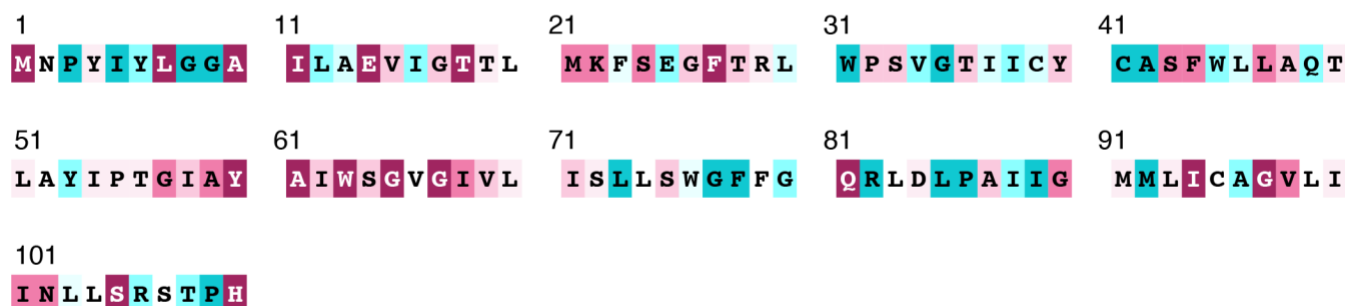 1 11 21 31 41
MNPYIYLGGA ILAEVIGTTL MKFSEGFTRL WPSVGTIICY CASFWLLAQT
51 61 71 81 91
LAYIPTGIAY AIWSGVGIVL ISLLSWGFFG QRLDLPAIIG MMLICAGVLI
101
INLLSRSTPH